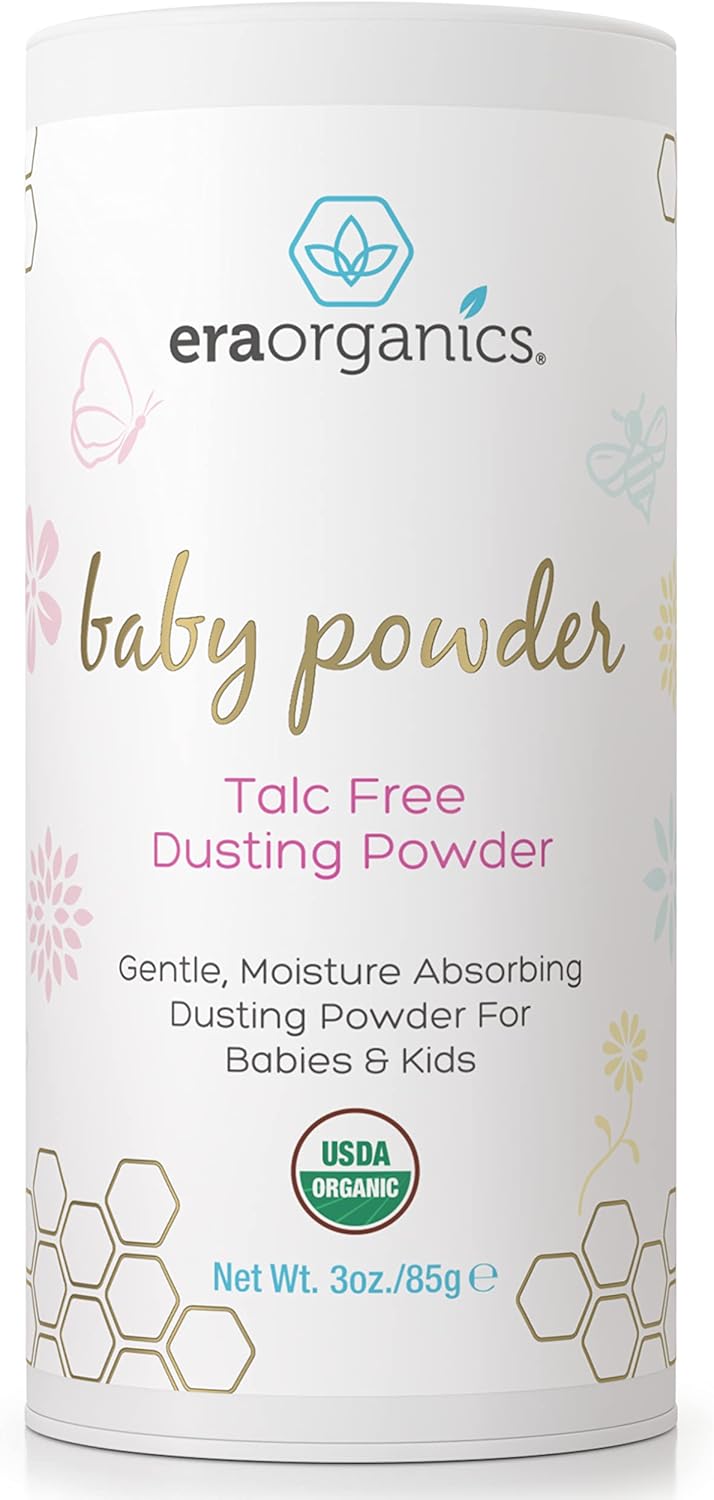 eraorganics®
baby powder
Talc Free
Dusting Powder
Gentle, Moisture Absorbing
Dusting Powder For
Babies & Kids
USDA
ORGANIC
Net Wt. 3oz./85g ℮